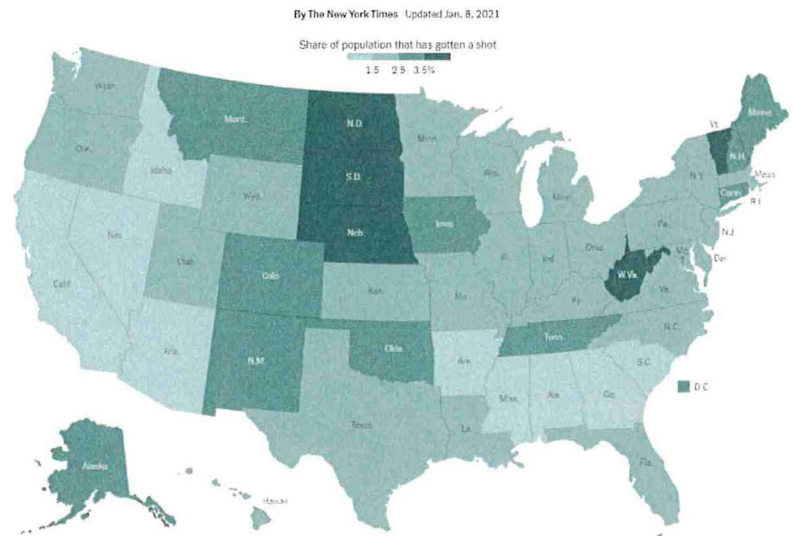 By The New York Times Updated Jan. 8, 2021
Share of population that has gotten a shot
1.5 2.5 3.5%
Wash.
Mont.
N.D.
Minn.
Vt.
Maine
Ore.
Idaho
S.D.
Wis.
N.Y.
N.H.
Mass.
Wyo.
Mich.
Conn.
R.I.
Nev.
Neb.
Iowa
Pa.
N.J.
Utah
Ill.
Ind.
Ohio
Md.
Del.
Calif.
Colo.
Kan.
Mo.
W.Va.
Va.
Ky.
Ariz.
N.M.
Okla.
Ark.
Tenn.
N.C.
S.C.
D.C.
Texas
La.
Miss.
Ala.
Ga.
Alaska
Hawaii
Fla.